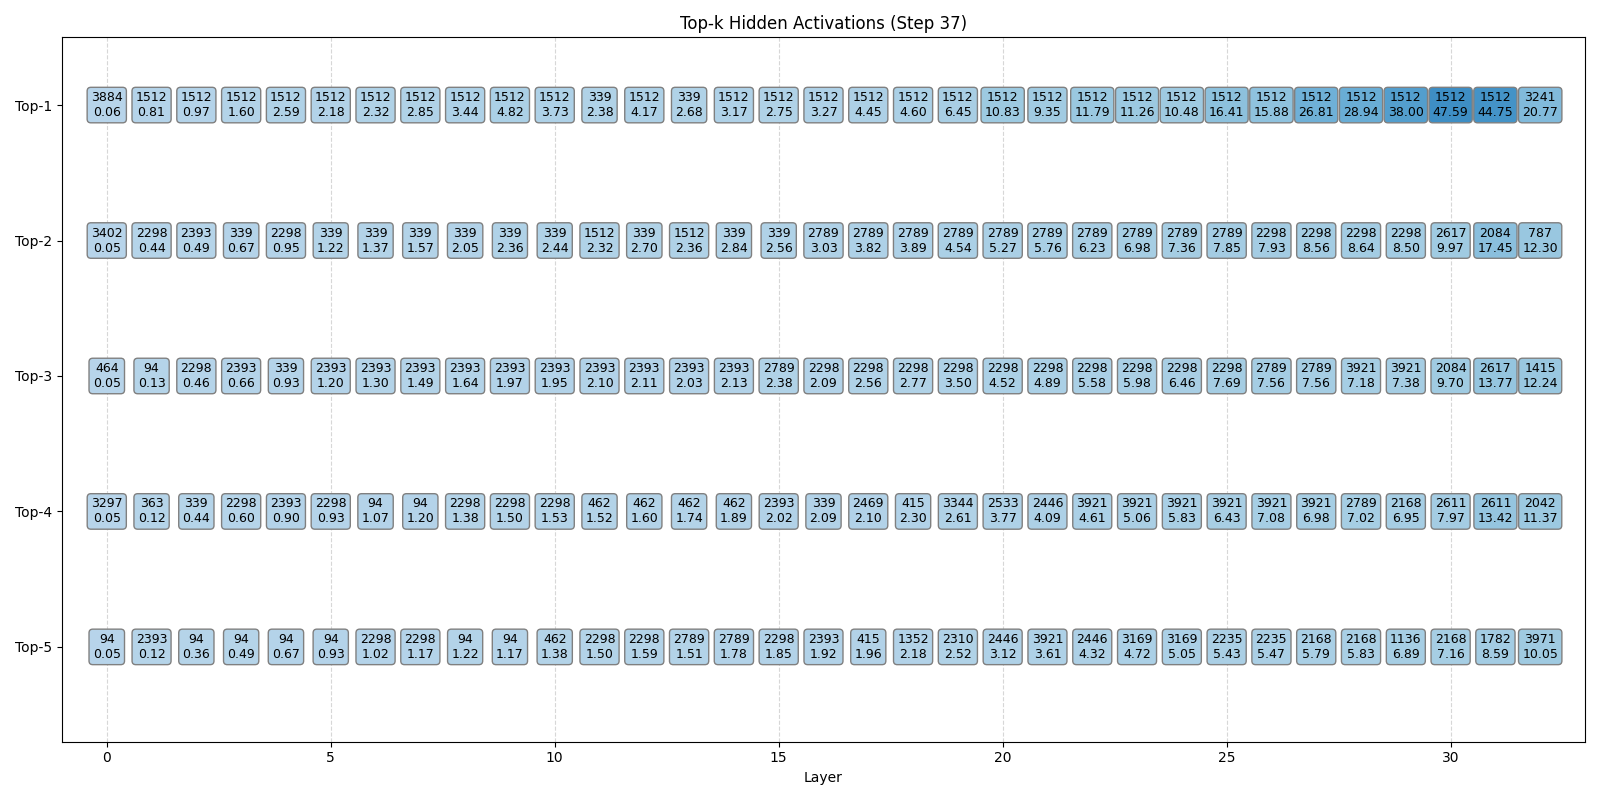 Top-k Hidden Activations (Step 37)
Top-1
3884 1512 1512 1512 1512 1512 1512 1512 1512 1512 1512 339 1512 339 1512 1512 1512 1512 1512 1512 1512 1512 1512 1512 1512 1512 1512 1512 1512 1512 1512 1512 3241
0.06 0.81 0.97 1.60 2.59 2.18 2.32 2.85 3.44 4.82 3.73 2.38 4.17 2.68 3.17 2.75 3.27 4.45 4.60 6.45 10.83 9.35 11.79 11.26 10.48 16.41 15.88 26.81 28.94 38.00 47.59 44.75 20.77
Top-2
3402 2298 2393 339 2298 339 339 339 339 339 339 1512 339 1512 339 339 2789 2789 2789 2789 2789 2789 2789 2789 2789 2789 2298 2298 2298 2298 2617 2084 787
0.05 0.44 0.49 0.67 0.95 1.22 1.37 1.57 2.05 2.36 2.44 2.32 2.70 2.36 2.84 2.56 3.03 3.82 3.89 4.54 5.27 5.76 6.23 6.98 7.36 7.85 7.93 8.56 8.64 8.50 9.97 17.45 12.30
Top-3
464 94 2298 2393 339 2393 2393 2393 2393 2393 2393 2393 2393 2393 2393 2789 2298 2298 2298 2298 2298 2298 2298 2298 2298 2298 2789 2789 3921 3921 2084 2617 1415
0.05 0.13 0.46 0.66 0.93 1.20 1.30 1.49 1.64 1.97 1.95 2.10 2.11 2.03 2.13 2.38 2.09 2.56 2.77 3.50 4.52 4.89 5.58 5.98 6.46 7.69 7.56 7.56 7.18 7.38 9.70 13.77 12.24
Top-4
3297 363 339 2298 2393 2298 94 94 2298 2298 2298 462 462 462 462 2393 339 2469 415 3344 2533 2446 3921 3921 3921 3921 3921 3921 2789 2168 2611 2611 2042
0.05 0.12 0.44 0.60 0.90 0.93 1.07 1.20 1.38 1.50 1.53 1.52 1.60 1.74 1.89 2.02 2.09 2.10 2.30 2.61 3.77 4.09 4.61 5.06 5.83 6.43 7.08 6.98 7.02 6.95 7.97 13.42 11.37
Top-5
94 2393 94 94 94 94 2298 2298 94 94 462 2298 2298 2789 2789 2298 2393 415 1352 2310 2446 3921 2446 3169 3169 2235 2235 2168 2168 1136 2168 1782 3971
0.05 0.12 0.36 0.49 0.67 0.93 1.02 1.17 1.22 1.17 1.38 1.50 1.59 1.51 1.78 1.85 1.92 1.96 2.18 2.52 3.12 3.61 4.32 4.72 5.05 5.43 5.47 5.79 5.83 6.89 7.16 8.59 10.05
0 5 10 15 20 25 30
Layer